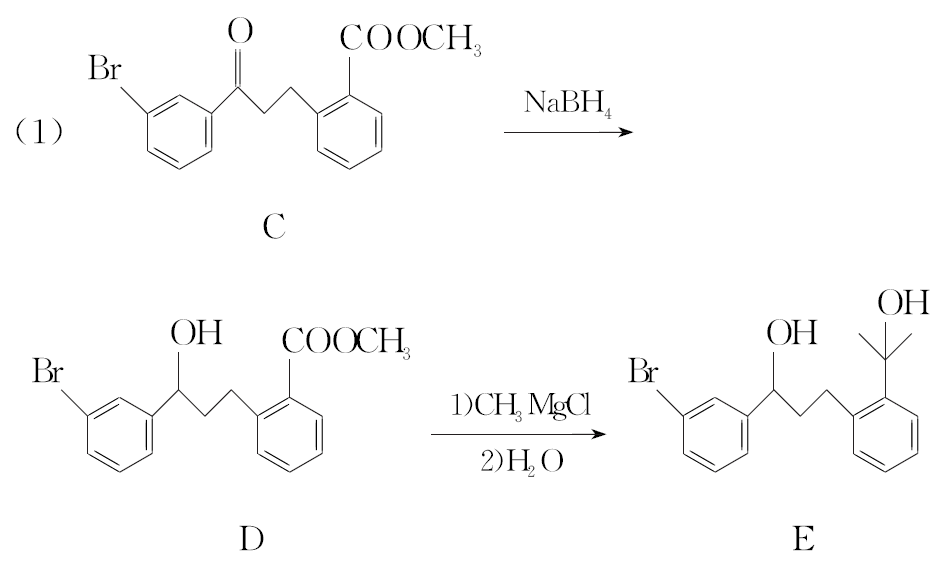 O
COOCH₃
Br
(1)
NaBH₄
C
OH
OH
COOCH₃
OH
Br
Br
1)CH₃MgCl
2)H₂O
D
E